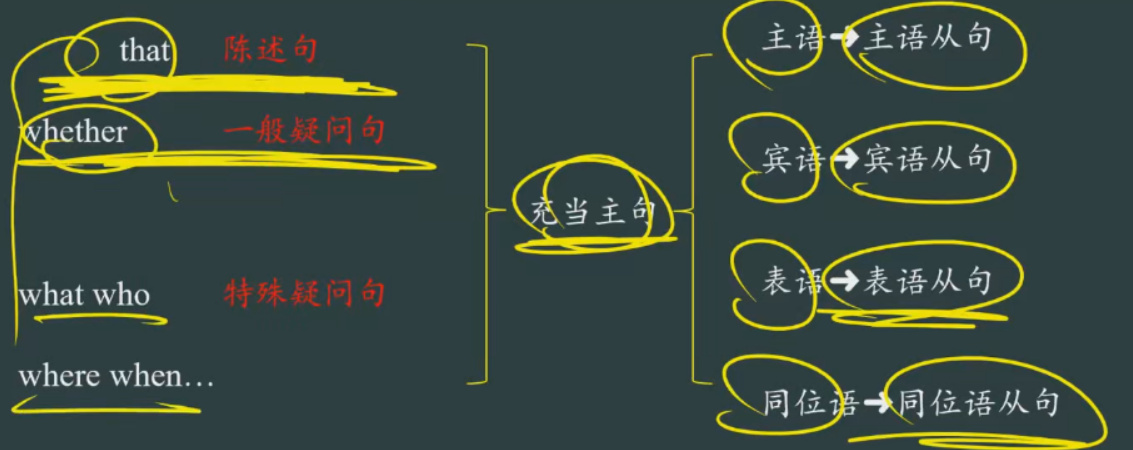 that 陈述句
whether 一般疑问句
what who 特殊疑问句
where when…
充当主句
主语→主语从句
宾语→宾语从句
表语→表语从句
同位语→同位语从句